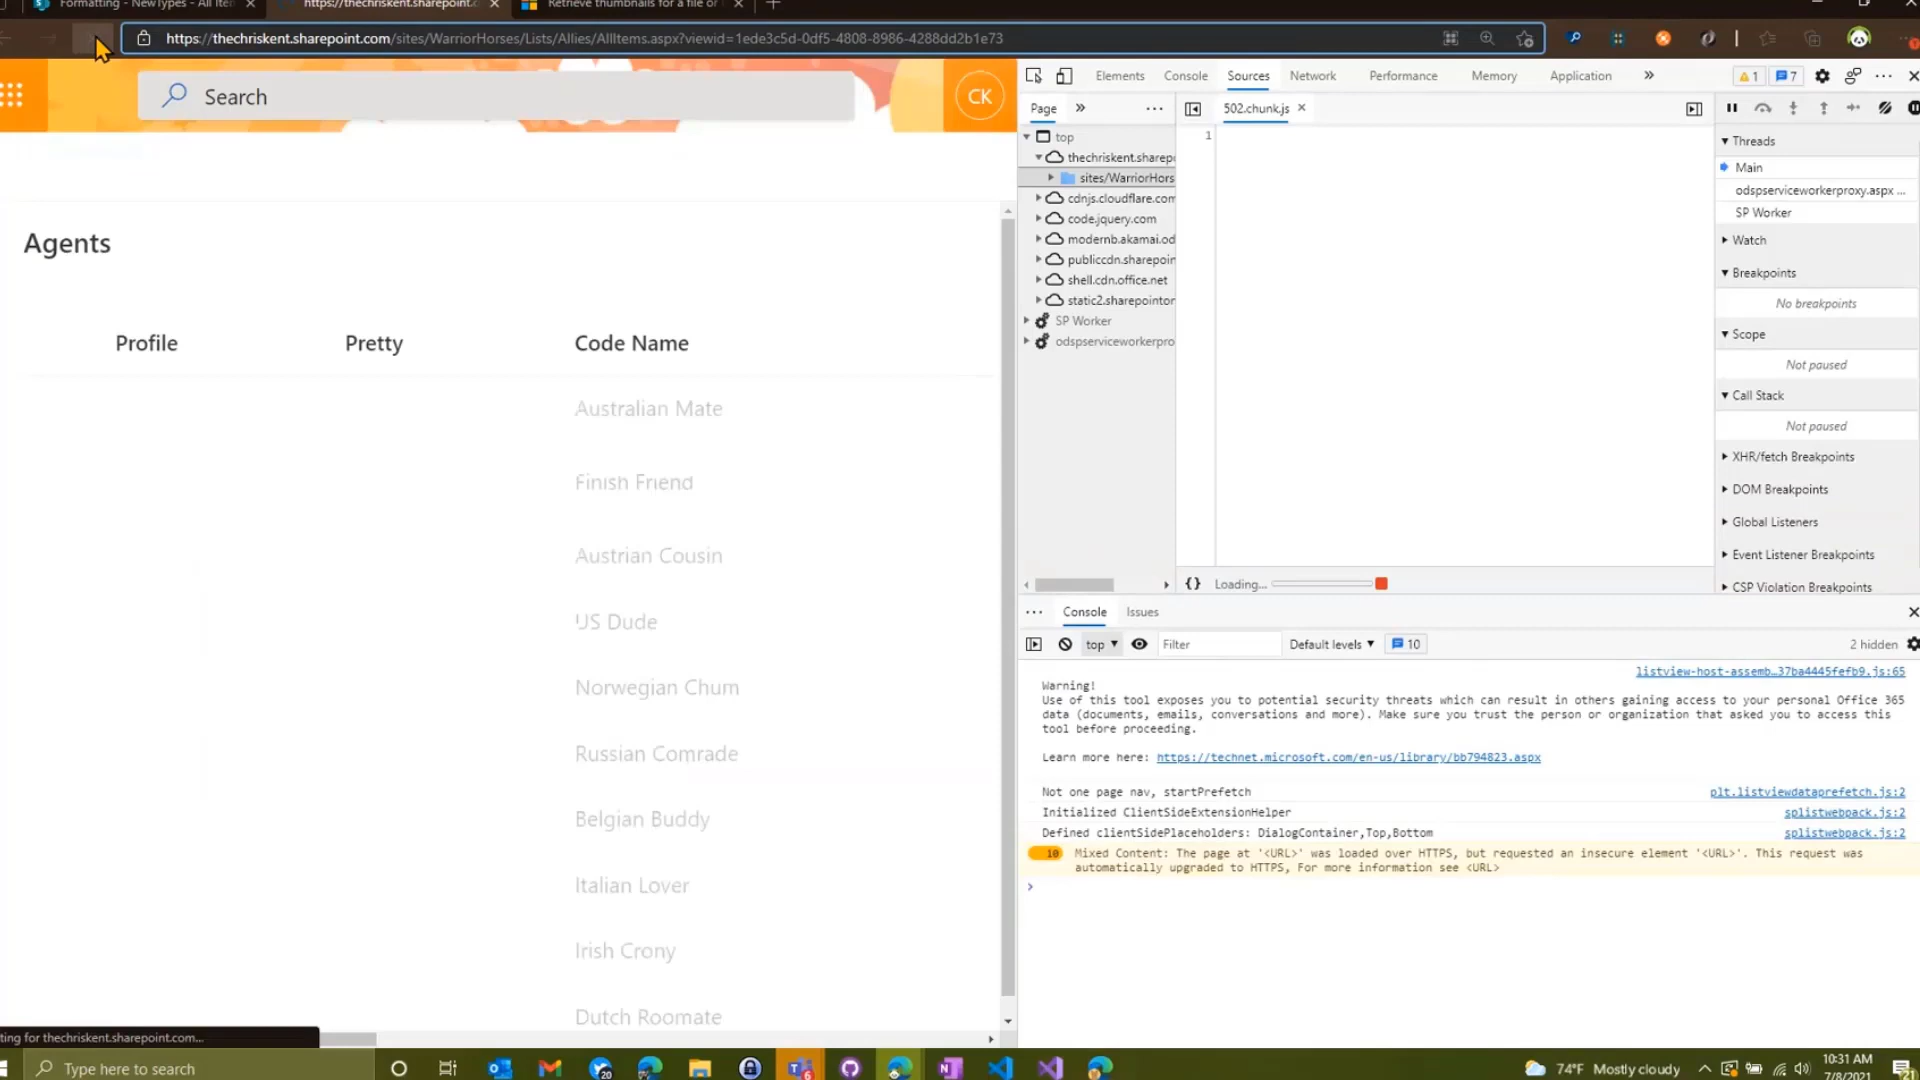 Formatting - NewTypes - All Iten
https://thechriskent.sharepoint.c
Retrieve thumbnails for a file or
https://thechriskent.sharepoint.com/sites/WarriorHorses/Lists/Allies/AllItems.aspx?viewid=1ede3c5d-0df5-4808-8986-4288dd2b1e73
Search
CK
Elements Console Sources Network Performance Memory Application 1 7
Page
502.chunk.js
1
top
thechriskent.sharep
sites/WarriorHors
cdnjs.cloudflare.com
code.jquery.com
modernb.akamai.od
publiccdn.sharepoin
shell.cdn.office.net
static2.sharepointor
SP Worker
odspserviceworkerpro
Threads
Main
odspserviceworkerproxy.aspx ...
SP Worker
Watch
Breakpoints
No breakpoints
Scope
Not paused
Call Stack
Not paused
XHR/fetch Breakpoints
DOM Breakpoints
Global Listeners
Event Listener Breakpoints
CSP Violation Breakpoints
{} Loading...
Agents
Profile Pretty Code Name
Australian Mate
Finish Friend
Austrian Cousin
US Dude
Norwegian Chum
Russian Comrade
Belgian Buddy
Italian Lover
Irish Crony
Dutch Roomate
Console Issues
top Filter Default levels 10 2 hidden
listview-host-assemb…37ba4445fefb9.js:65
Warning!
Use of this tool exposes you to potential security threats which can result in others gaining access to your personal Office 365
data (documents, emails, conversations and more). Make sure you trust the person or organization that asked you to access this
tool before proceeding.
Learn more here: https://technet.microsoft.com/en-us/library/bb794823.aspx
Not one page nav, startPrefetch plt.listviewdataprefetch.js:2
Initialized ClientSideExtensionHelper splistwebpack.js:2
Defined clientSidePlaceholders: DialogContainer,Top,Bottom splistwebpack.js:2
10 Mixed Content: The page at '<URL>' was loaded over HTTPS, but requested an insecure element '<URL>'. This request was
automatically upgraded to HTTPS, For more information see <URL>
ting for thechriskent.sharepoint.com...
Type here to search
20
6
74°F Mostly cloudy
10:31 AM
7/8/2021
21